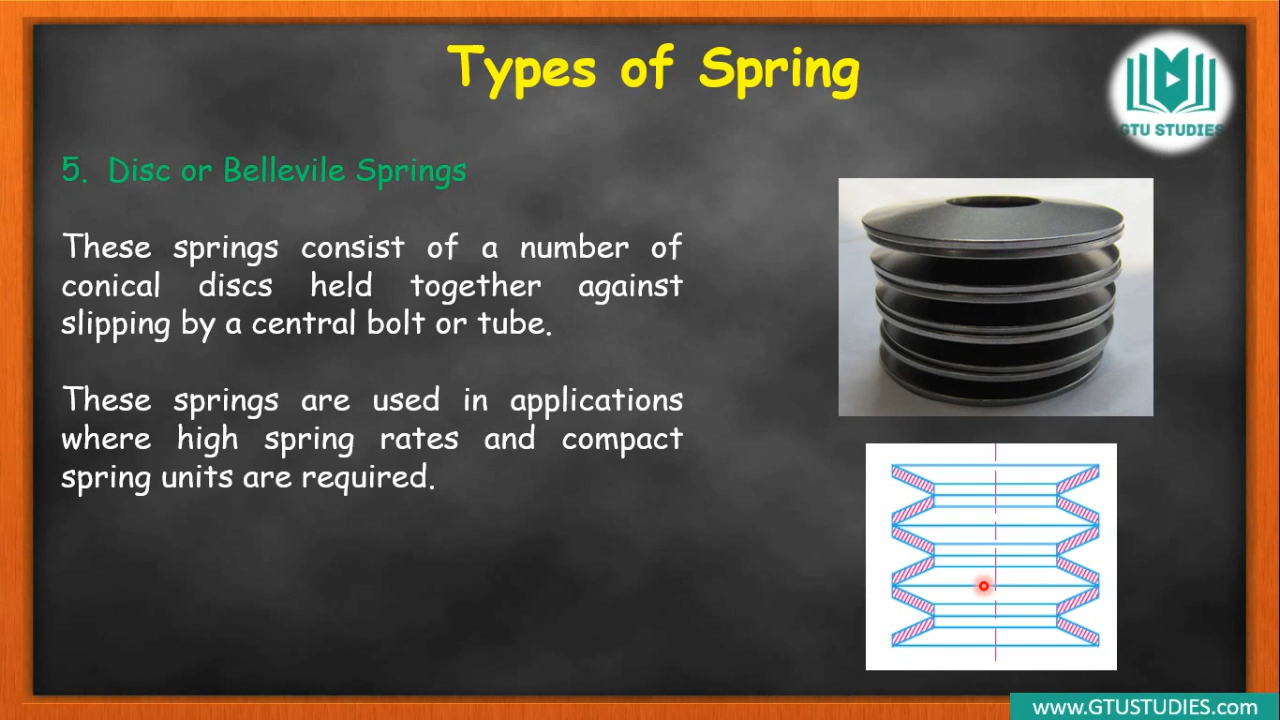 Types of Spring
GTU STUDIES
5. Disc or Bellevile Springs
These springs consist of a number of
conical discs held together against
slipping by a central bolt or tube.
These springs are used in applications
where high spring rates and compact
spring units are required.
www.GTUSTUDIES.com